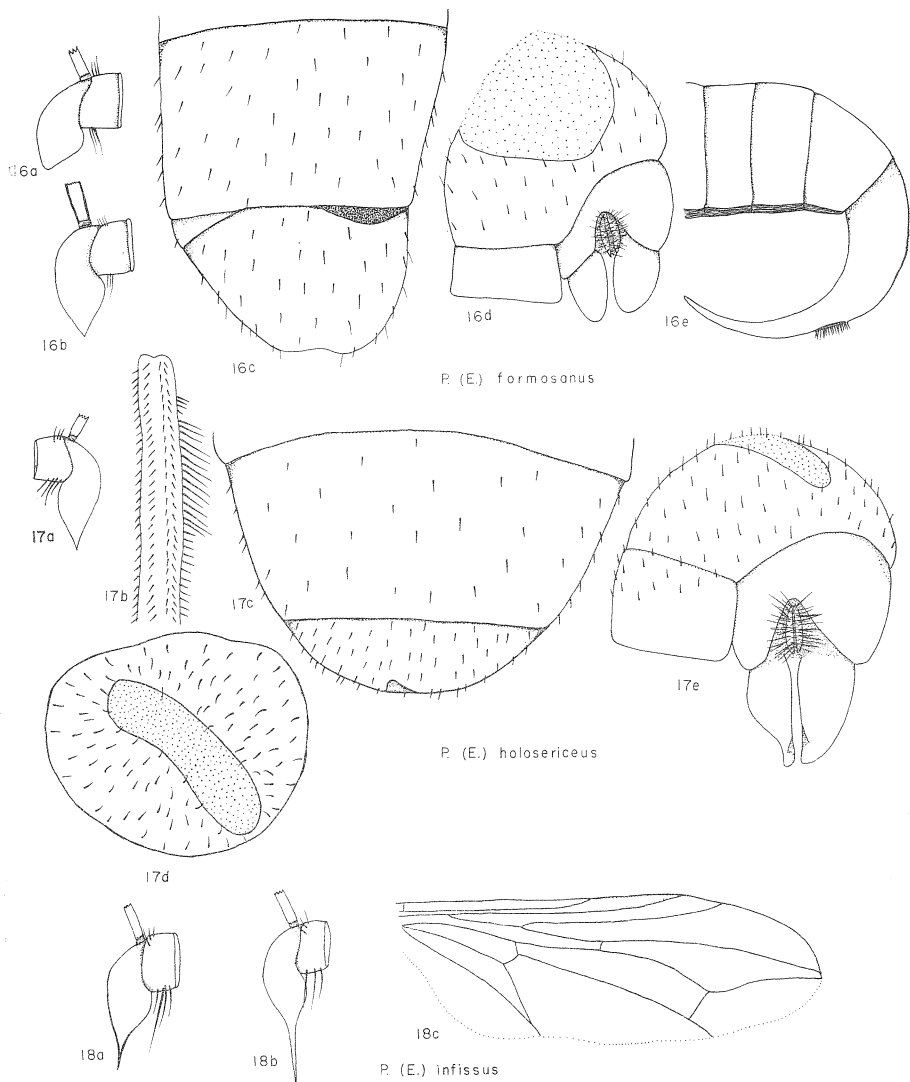 16a
16b
16c
16d
16e
P. (E.) formosanus
17a
17b
17c
17e
P. (E.) holosericeus
17d
18a
18b
18c
P. (E.) infissus